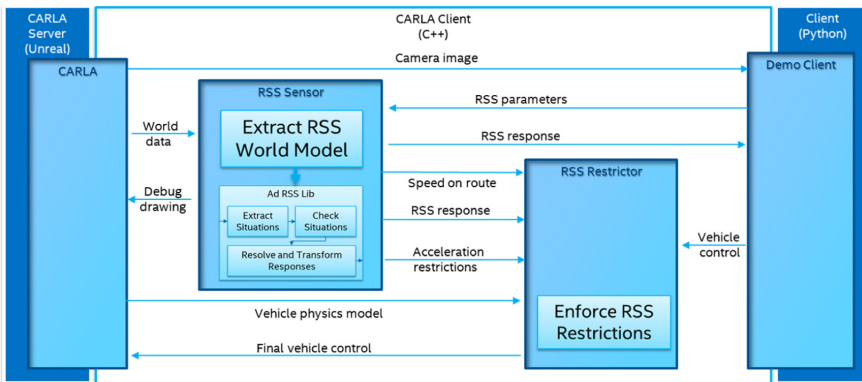 CARLA
Server
(Unreal)
CARLA Client
(C++)
Client
(Python)
Camera image
CARLA
Demo Client
RSS Sensor
RSS parameters
Extract RSS
World Model
World
data
RSS response
Speed on route
RSS Restrictor
Debug
drawing
Ad RSS Lib
Extract
Situations
Check
Situations
RSS response
Resolve and Transform
Responses
Acceleration
restrictions
Vehicle
control
Vehicle physics model
Enforce RSS
Restrictions
Final vehicle control